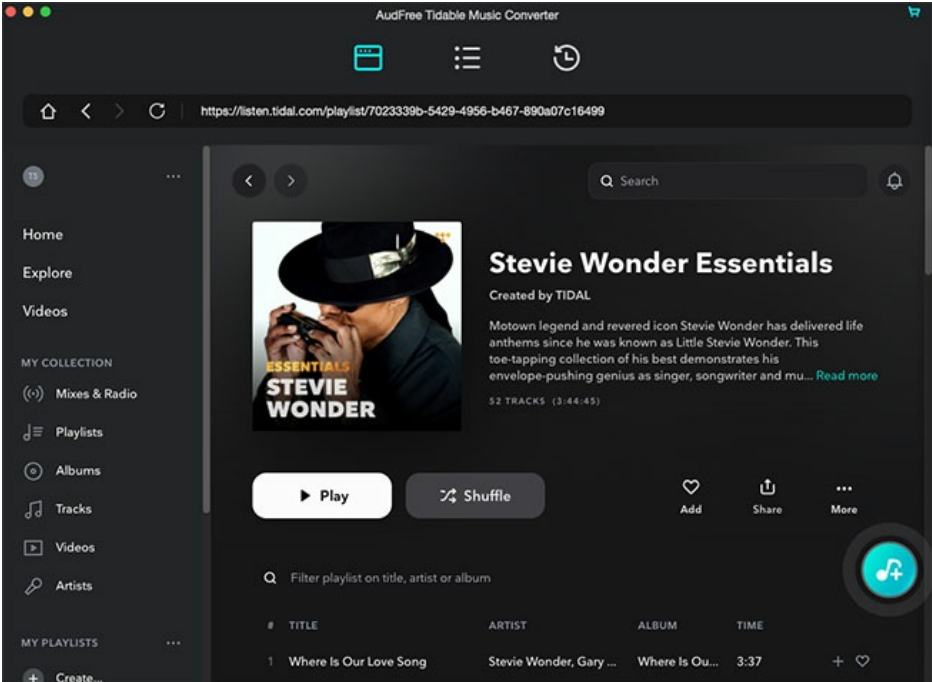 AudFree Tidable Music Converter
https://listen.tidal.com/playlist/7023339b-5429-4956-b467-890a07c16499
TS
...
Search
Home
Explore
Videos
MY COLLECTION
Mixes & Radio
Playlists
Albums
Tracks
Videos
Artists
MY PLAYLISTS
...
Create...
ESSENTIALS
STEVIE
WONDER
Stevie Wonder Essentials
Created by TIDAL
Motown legend and revered icon Stevie Wonder has delivered life
anthems since he was known as Little Stevie Wonder. This
toe-tapping collection of his best demonstrates his
envelope-pushing genius as singer, songwriter and mu... Read more
52 TRACKS (3:44:45)
Play
Shuffle
Add
Share
More
Filter playlist on title, artist or album
# TITLE ARTIST ALBUM TIME
1 Where Is Our Love Song Stevie Wonder, Gary ... Where Is Ou... 3:37